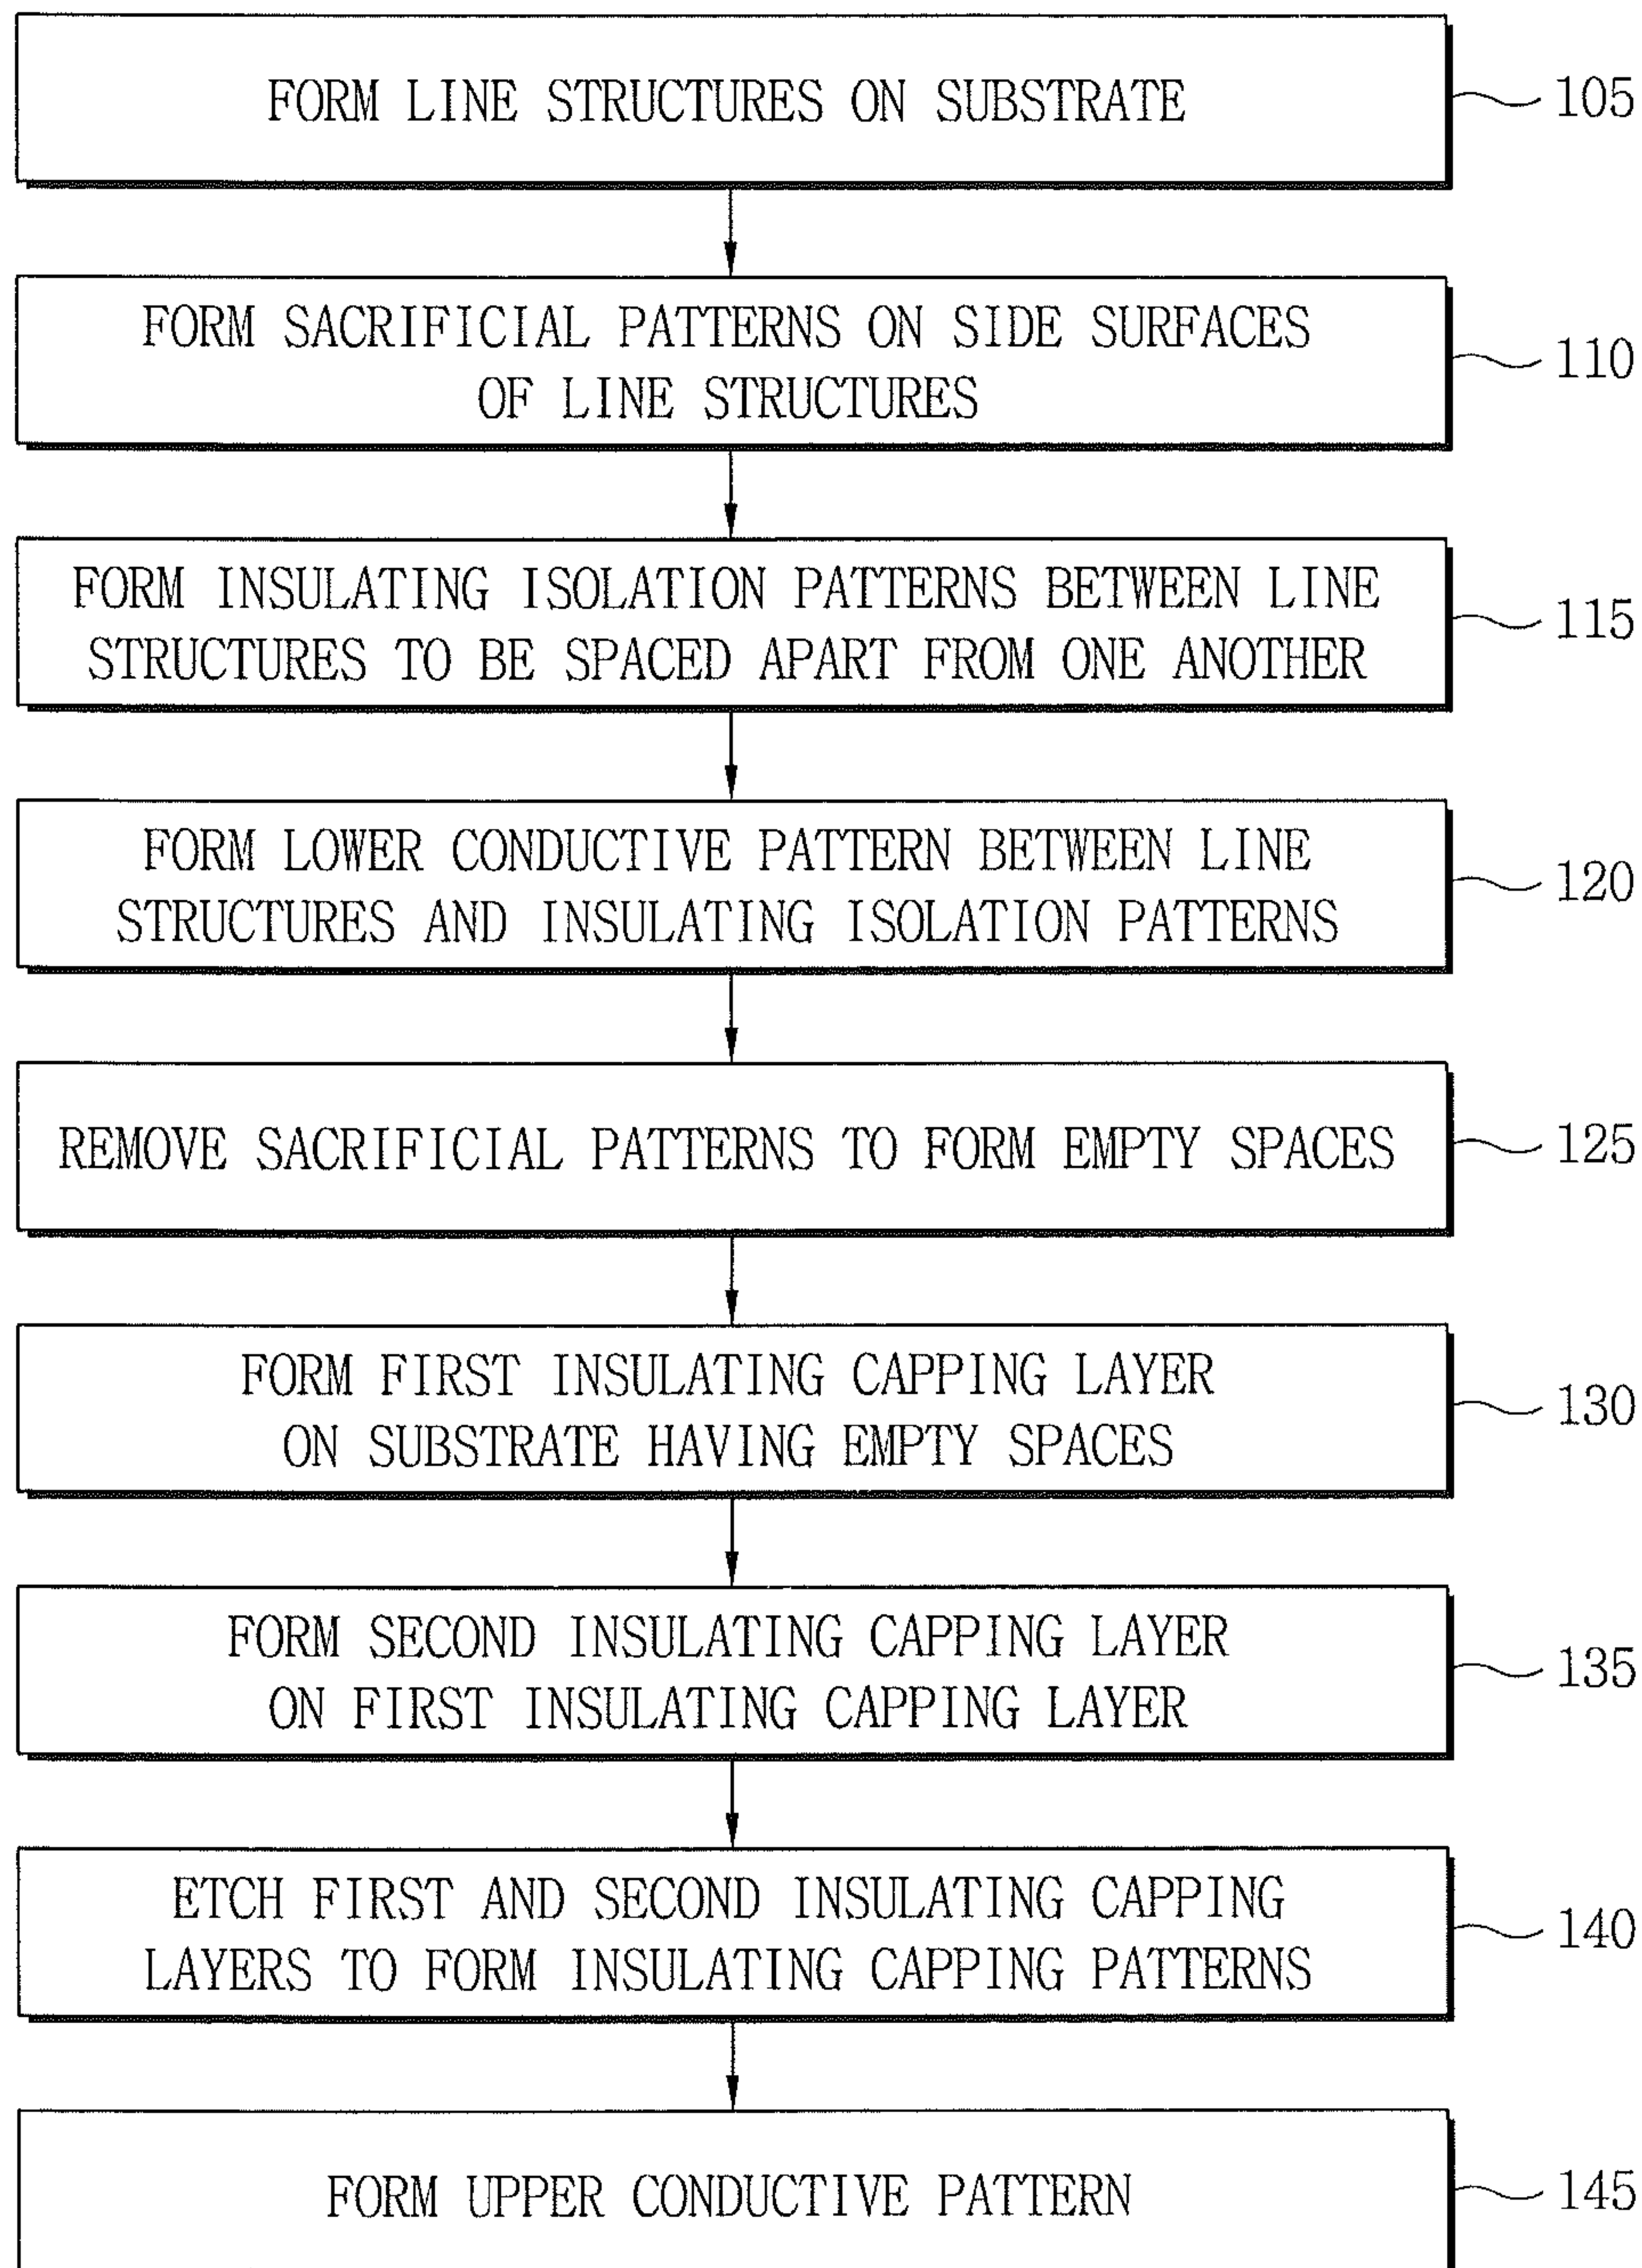 FORM LINE STRUCTURES ON SUBSTRATE
105
FORM SACRIFICIAL PATTERNS ON SIDE SURFACES
OF LINE STRUCTURES
110
FORM INSULATING ISOLATION PATTERNS BETWEEN LINE
STRUCTURES TO BE SPACED APART FROM ONE ANOTHER
115
FORM LOWER CONDUCTIVE PATTERN BETWEEN LINE
STRUCTURES AND INSULATING ISOLATION PATTERNS
120
REMOVE SACRIFICIAL PATTERNS TO FORM EMPTY SPACES
125
FORM FIRST INSULATING CAPPING LAYER
ON SUBSTRATE HAVING EMPTY SPACES
130
FORM SECOND INSULATING CAPPING LAYER
ON FIRST INSULATING CAPPING LAYER
135
ETCH FIRST AND SECOND INSULATING CAPPING
LAYERS TO FORM INSULATING CAPPING PATTERNS
140
FORM UPPER CONDUCTIVE PATTERN
145